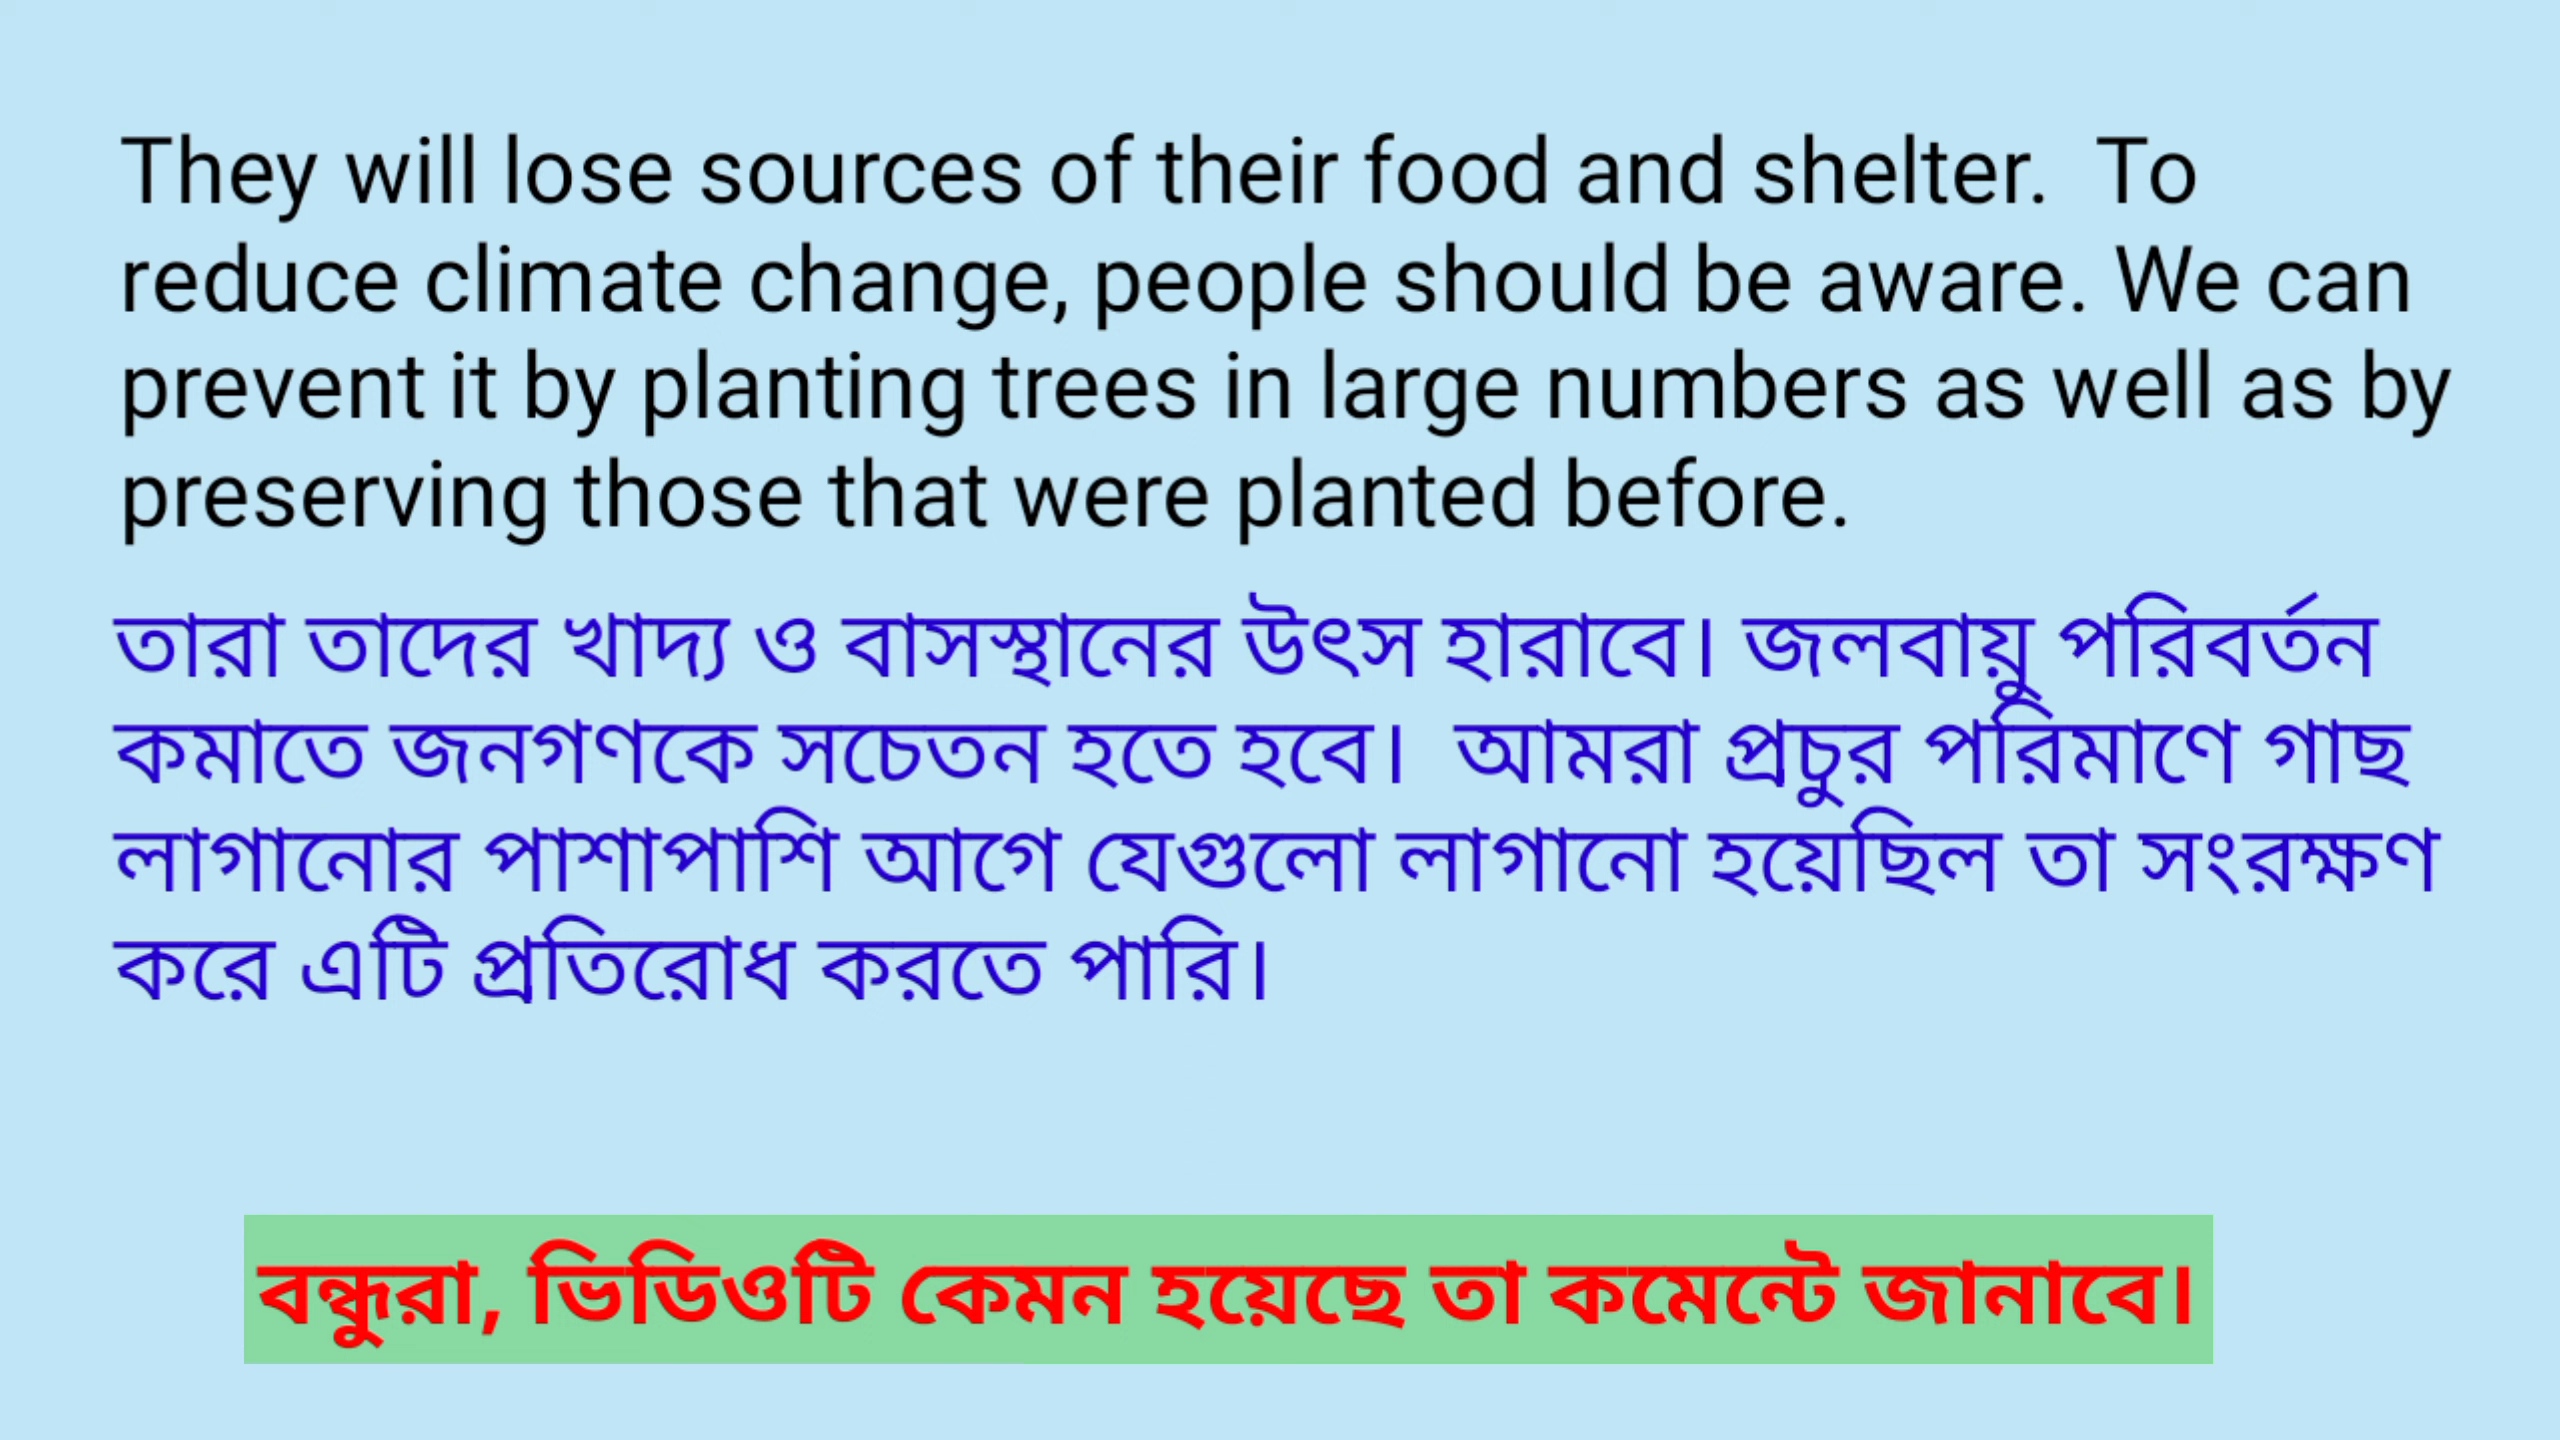 They will lose sources of their food and shelter.  To
reduce climate change, people should be aware. We can
prevent it by planting trees in large numbers as well as by
preserving those that were planted before.
তারা তাদের খাদ্য ও বাসস্থানের উৎস হারাবে। জলবায়ু পরিবর্তন
কমাতে জনগণকে সচেতন হতে হবে।  আমরা প্রচুর পরিমাণে গাছ
লাগানোর পাশাপাশি আগে যেগুলো লাগানো হয়েছিল তা সংরক্ষণ
করে এটি প্রতিরোধ করতে পারি।
বন্ধুরা, ভিডিওটি কেমন হয়েছে তা কমেন্টে জানাবে।